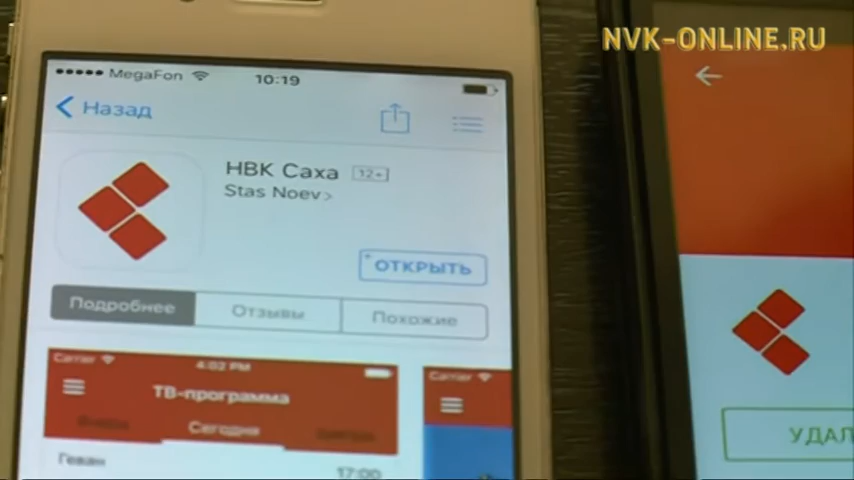 NVK-ONLINE.RU
MegaFon 10:19
Назад
НВК Саха 12+
Stas Noev >
+ ОТКРЫТЬ
Подробнее Отзывы Похожие
Carrier 4:02 PM
ТВ-программа
Сегодня
Геван 17:00
Carrier
УДАЛ